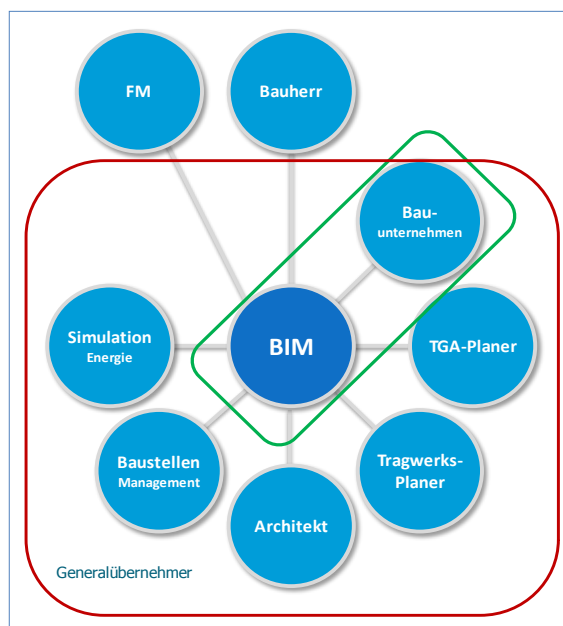 FM
Bauherr
Bau-
unternehmen
Simulation
Energie
BIM
TGA-Planer
Baustellen
Management
Tragwerks-
Planer
Architekt
Generalübernehmer